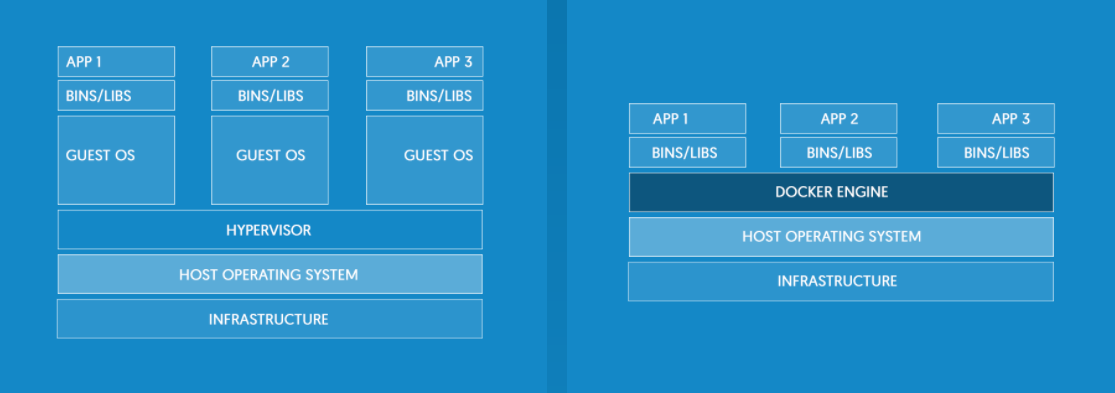 APP 1
APP 2
APP 3
BINS/LIBS
BINS/LIBS
BINS/LIBS
GUEST OS
GUEST OS
GUEST OS
HYPERVISOR
HOST OPERATING SYSTEM
INFRASTRUCTURE
APP 1
APP 2
APP 3
BINS/LIBS
BINS/LIBS
BINS/LIBS
DOCKER ENGINE
HOST OPERATING SYSTEM
INFRASTRUCTURE